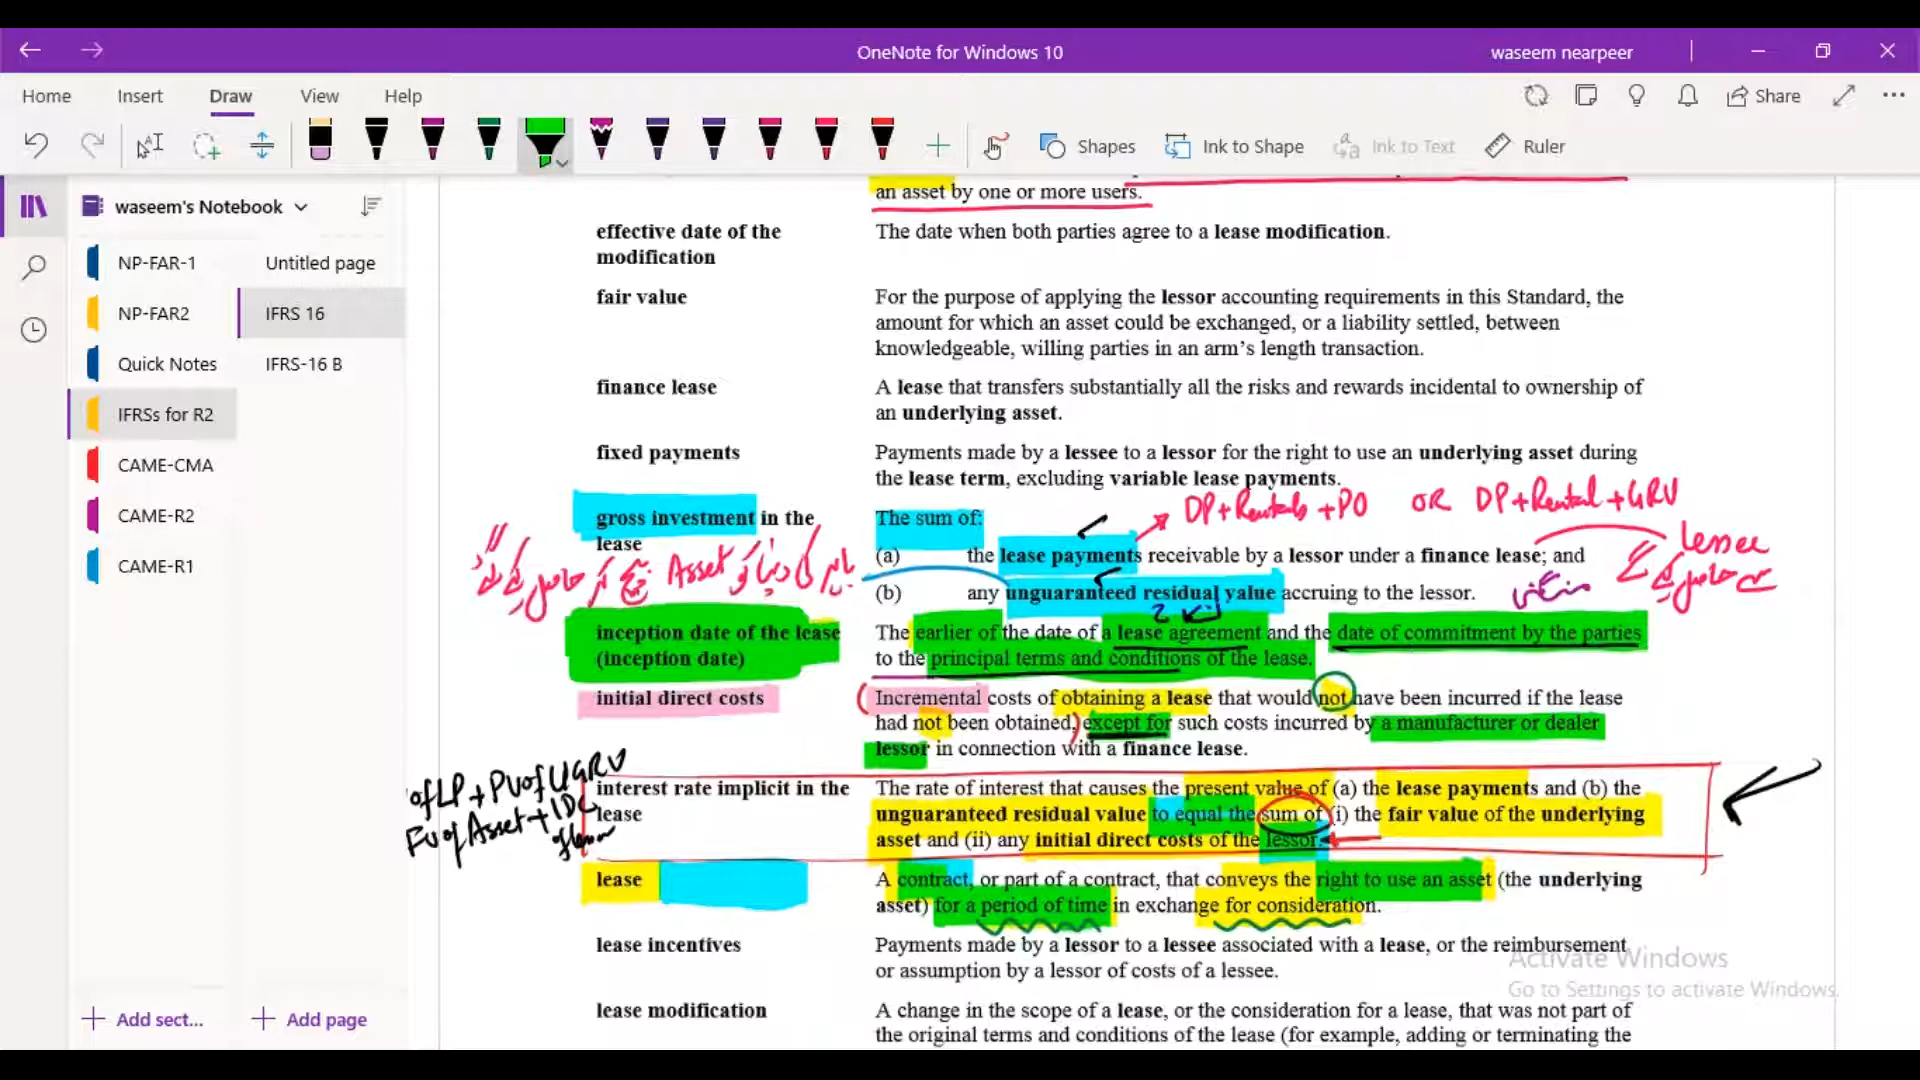 OneNote for Windows 10
waseem nearpeer
Home
Insert
Draw
View
Help
Share
Shapes
Ink to Shape
Ink to Text
Ruler
waseem's Notebook
NP-FAR-1
NP-FAR2
Quick Notes
IFRSs for R2
CAME-CMA
CAME-R2
CAME-R1
Add sect...
Untitled page
IFRS 16
IFRS-16 B
Add page
an asset by one or more users.
effective date of the
modification
The date when both parties agree to a lease modification.
fair value
For the purpose of applying the lessor accounting requirements in this Standard, the
amount for which an asset could be exchanged, or a liability settled, between
knowledgeable, willing parties in an arm's length transaction.
finance lease
A lease that transfers substantially all the risks and rewards incidental to ownership of
an underlying asset.
fixed payments
Payments made by a lessee to a lessor for the right to use an underlying asset during
the lease term, excluding variable lease payments.
DP+Rentals+PO OR DP+Rental+GRV
gross investment in the
lease
The sum of:
(a) the lease payments receivable by a lessor under a finance lease; and
(b) any unguaranteed residual value accruing to the lessor.
Asset
lessee
inception date of the lease
(inception date)
The earlier of the date of a lease agreement and the date of commitment by the parties
to the principal terms and conditions of the lease.
initial direct costs
Incremental costs of obtaining a lease that would not have been incurred if the lease
had not been obtained, except for such costs incurred by a manufacturer or dealer
lessor in connection with a finance lease.
of LP + PV of UGRV
FV of Asset + IDC
of lessor
interest rate implicit in the
lease
The rate of interest that causes the present value of (a) the lease payments and (b) the
unguaranteed residual value to equal the sum of (i) the fair value of the underlying
asset and (ii) any initial direct costs of the lessor.
lease
A contract, or part of a contract, that conveys the right to use an asset (the underlying
asset) for a period of time in exchange for consideration.
lease incentives
Payments made by a lessor to a lessee associated with a lease, or the reimbursement
or assumption by a lessor of costs of a lessee.
lease modification
A change in the scope of a lease, or the consideration for a lease, that was not part of
the original terms and conditions of the lease (for example, adding or terminating the
Activate Windows
Go to Settings to activate Windows.